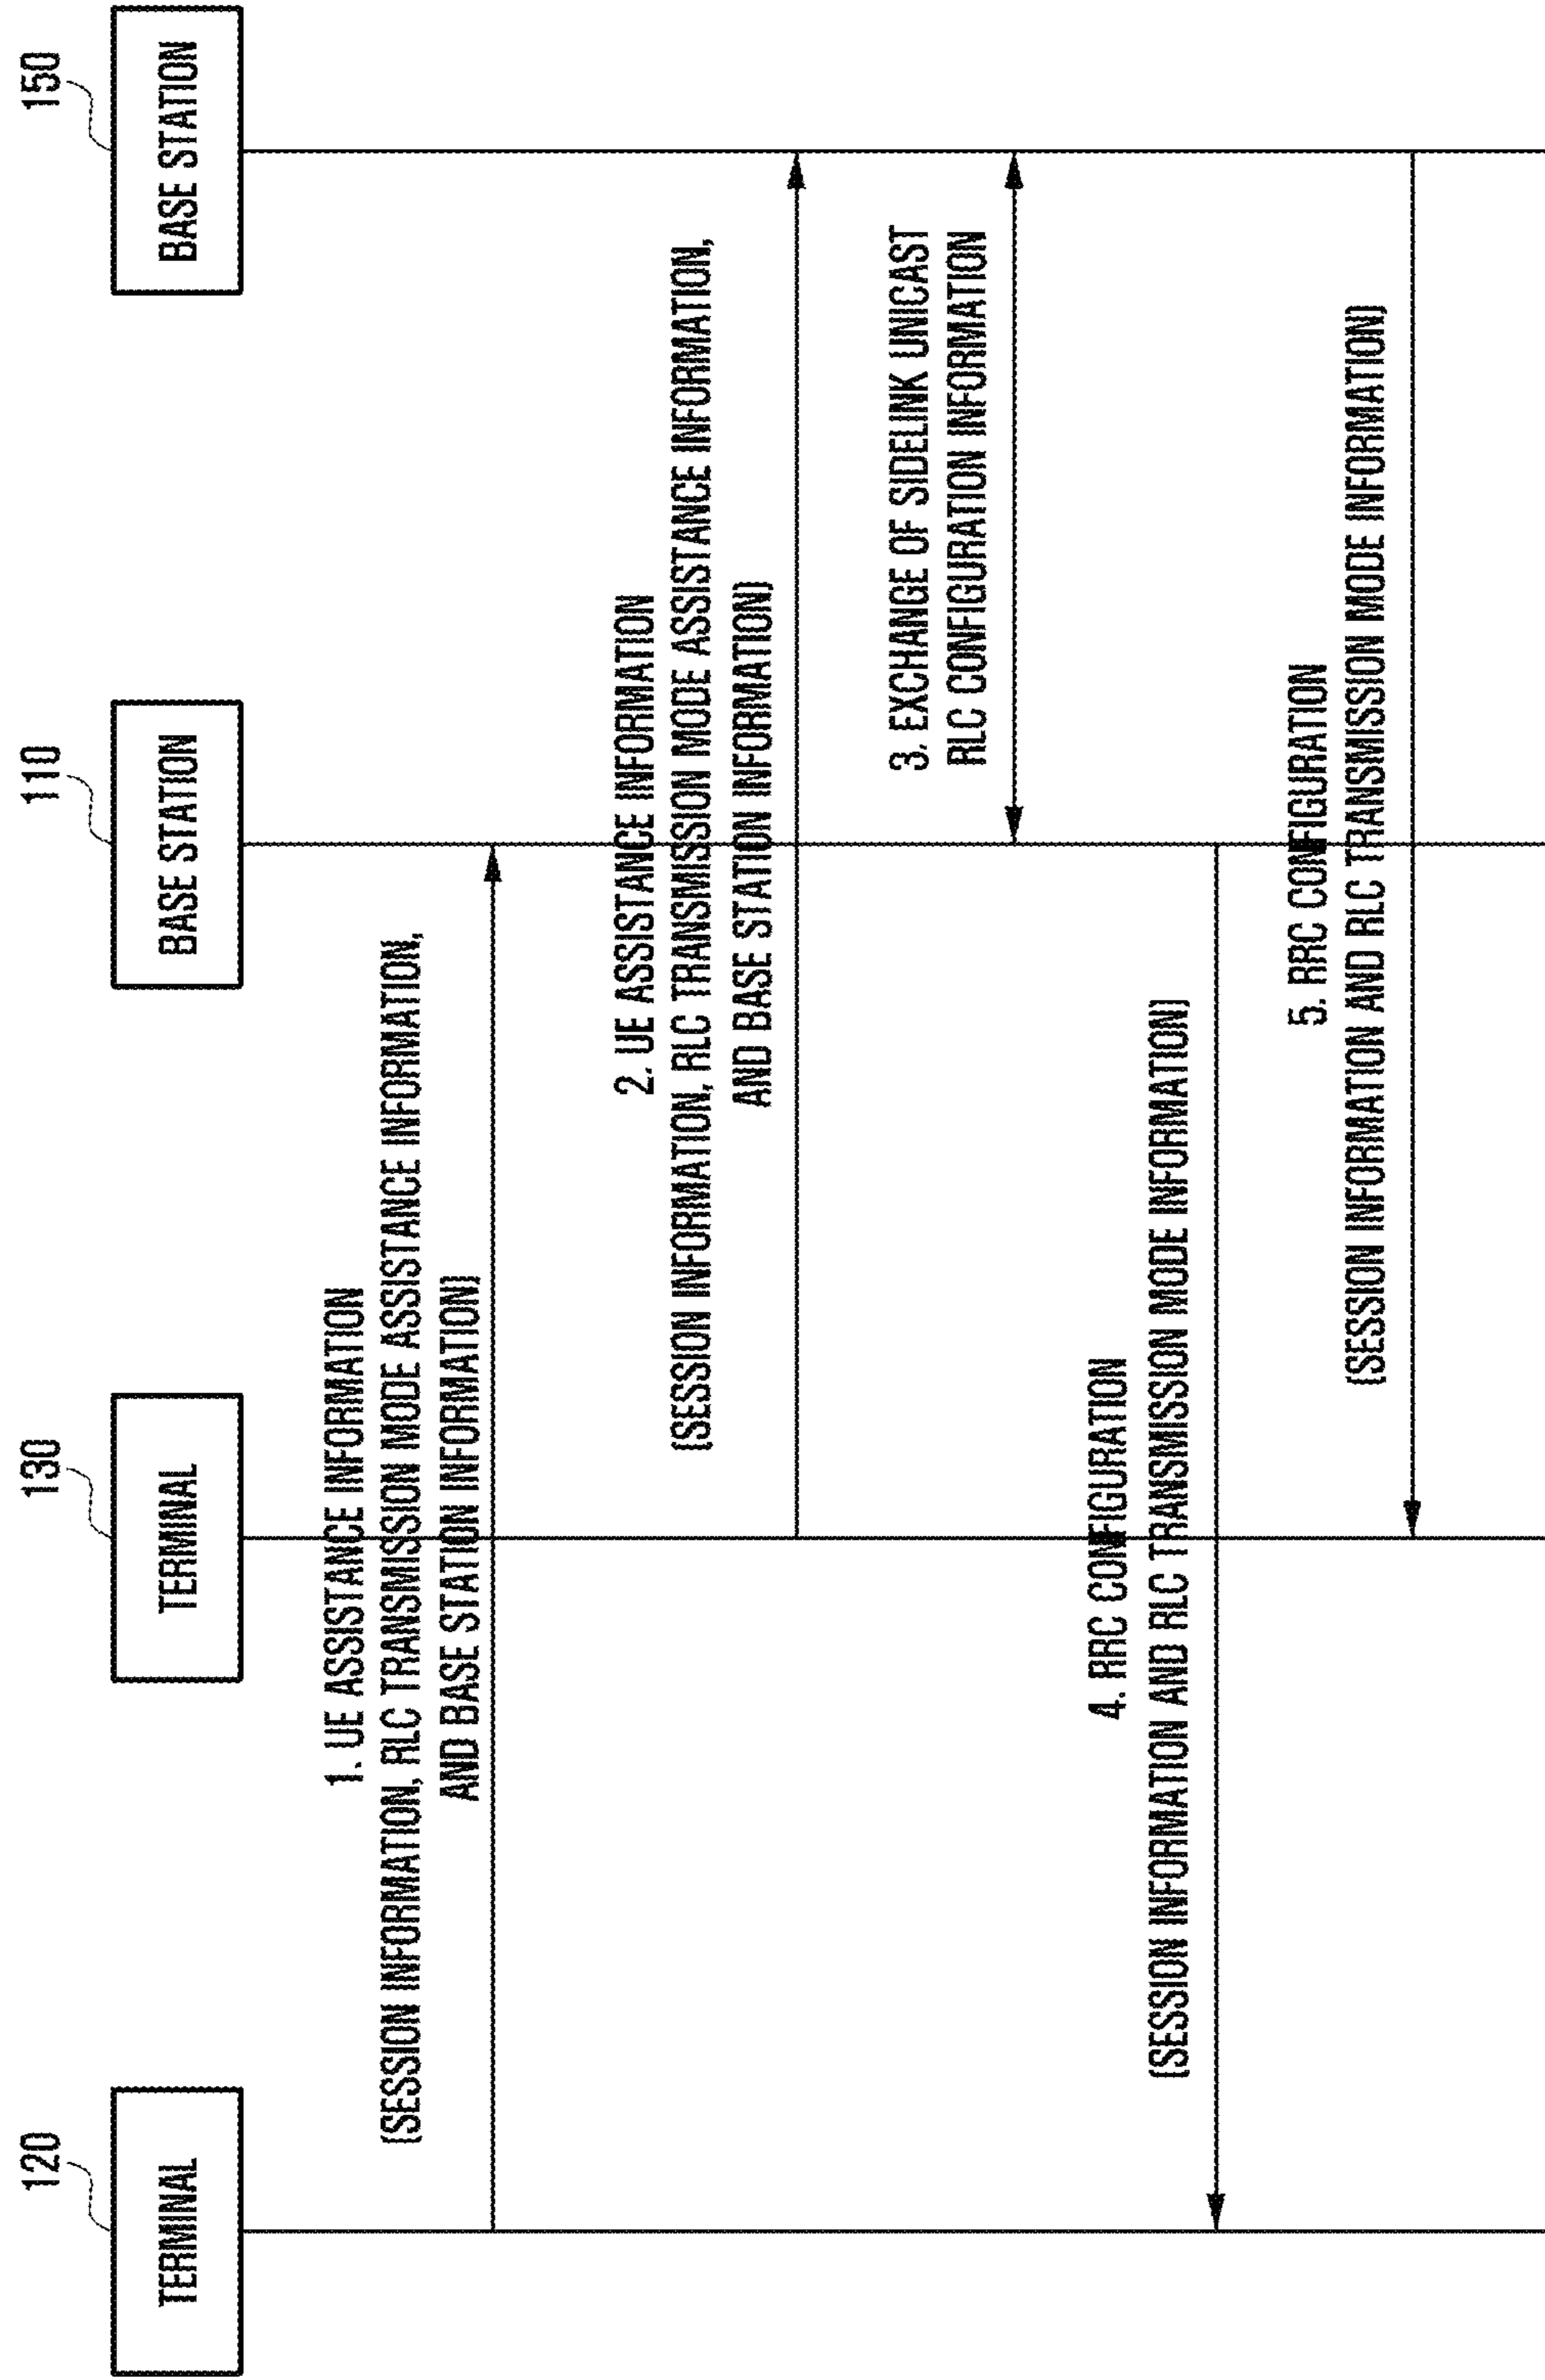 120
130
110
150
TERMINAL
TERMINAL
BASE STATION
BASE STATION
1. UE ASSISTANCE INFORMATION
(SESSION INFORMATION, RLC TRANSMISSION MODE ASSISTANCE INFORMATION,
AND BASE STATION INFORMATION)
2. UE ASSISTANCE INFORMATION
(SESSION INFORMATION, RLC TRANSMISSION MODE ASSISTANCE INFORMATION,
AND BASE STATION INFORMATION)
3. EXCHANGE OF SIDELINK UNICAST
RLC CONFIGURATION INFORMATION
4. RRC CONFIGURATION
(SESSION INFORMATION AND RLC TRANSMISSION MODE INFORMATION)
5. RRC CONFIGURATION
(SESSION INFORMATION AND RLC TRANSMISSION MODE INFORMATION)